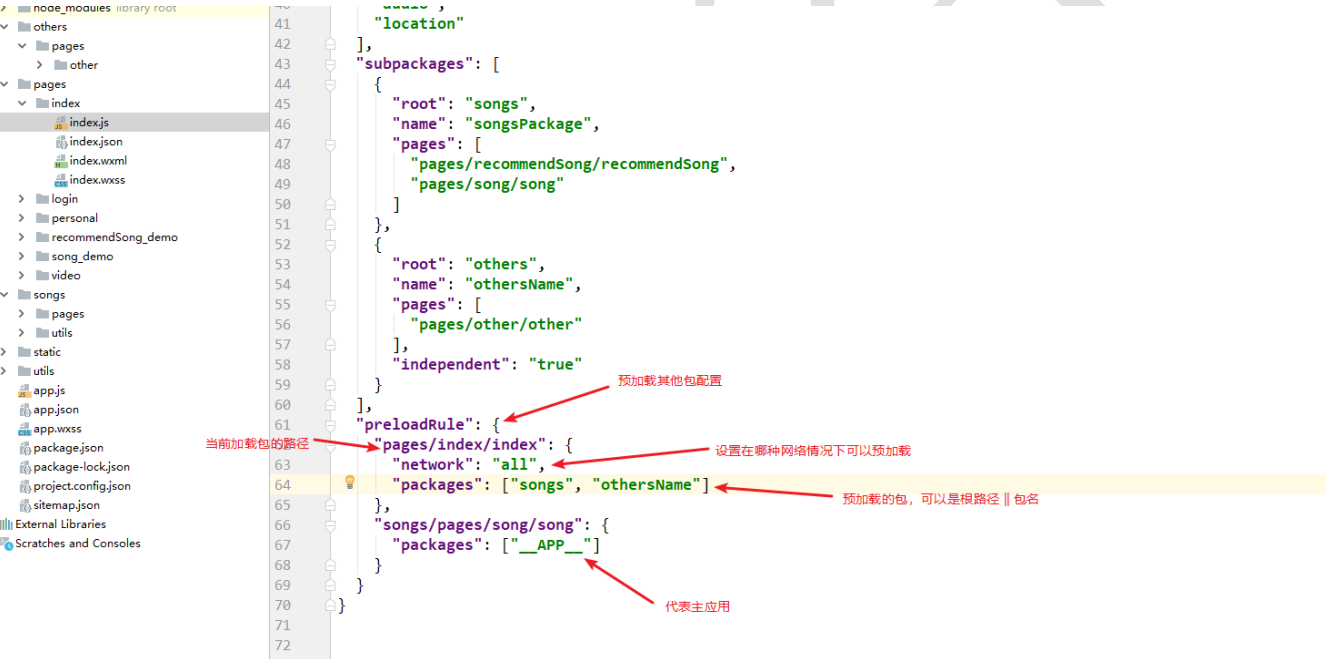 node_modules library root
others
pages
other
pages
index
index.js
index.json
index.wxml
index.wxss
login
personal
recommendSong_demo
song_demo
video
songs
pages
utils
static
utils
app.js
app.json
app.wxss
package.json
package-lock.json
project.config.json
sitemap.json
External Libraries
Scratches and Consoles
40 "audio",
41 "location"
42 ],
43 "subpackages": [
44 {
45 "root": "songs",
46 "name": "songsPackage",
47 "pages": [
48 "pages/recommendSong/recommendSong",
49 "pages/song/song"
50 ]
51 },
52 {
53 "root": "others",
54 "name": "othersName",
55 "pages": [
56 "pages/other/other"
57 ],
58 "independent": "true"
59 }
60 ],
61 "preloadRule": {
"pages/index/index": {
63 "network": "all",
64 "packages": ["songs", "othersName"]
65 },
66 "songs/pages/song/song": {
67 "packages": ["__APP__"]
68 }
69 }
70 }
71
72
预加载其他包配置
当前加载包的路径
设置在哪种网络情况下可以预加载
预加载的包，可以是根路径 || 包名
代表主应用